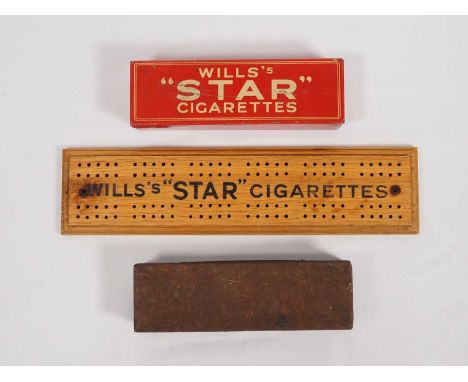 WILLS'S
"STAR"
CIGARETTES
WILLS'S "STAR" CIGARETTES